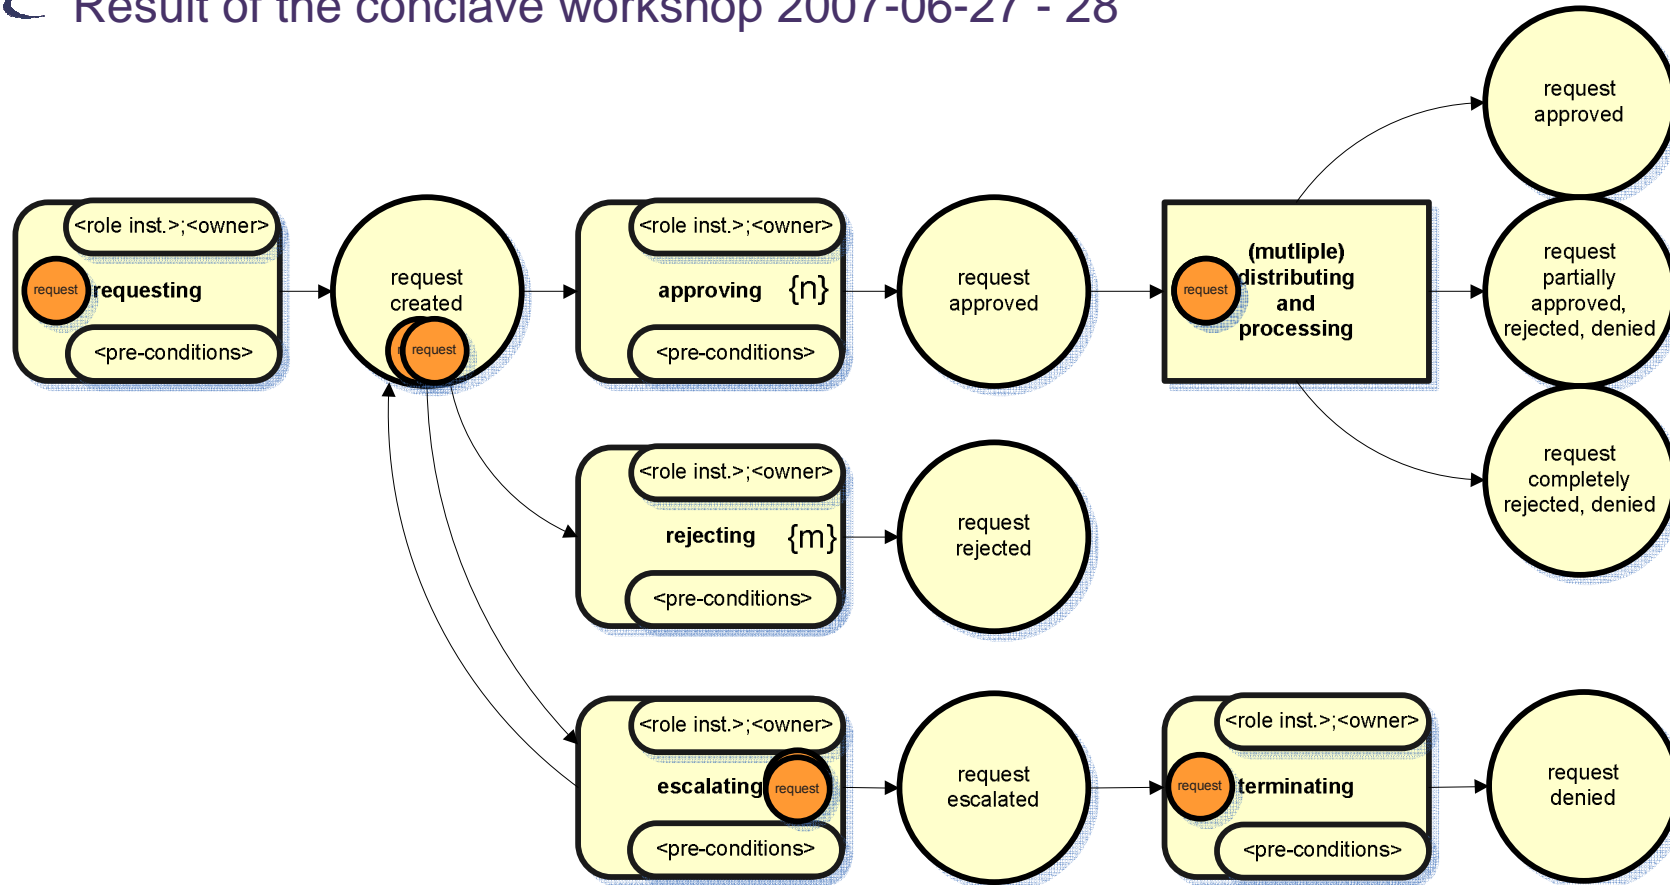 Result of the conclave workshop 2007-06-27 - 28
<role inst.>;<owner>
request
requesting
<pre-conditions>
request
created
request
<role inst.>;<owner>
approving {n}
<pre-conditions>
request
approved
request
(mutliple)
distributing
and
processing
request
approved
request
partially
approved,
rejected, denied
request
completely
rejected, denied
<role inst.>;<owner>
rejecting {m}
<pre-conditions>
request
rejected
<role inst.>;<owner>
escalating
request
<pre-conditions>
request
escalated
<role inst.>;<owner>
request
terminating
<pre-conditions>
request
denied